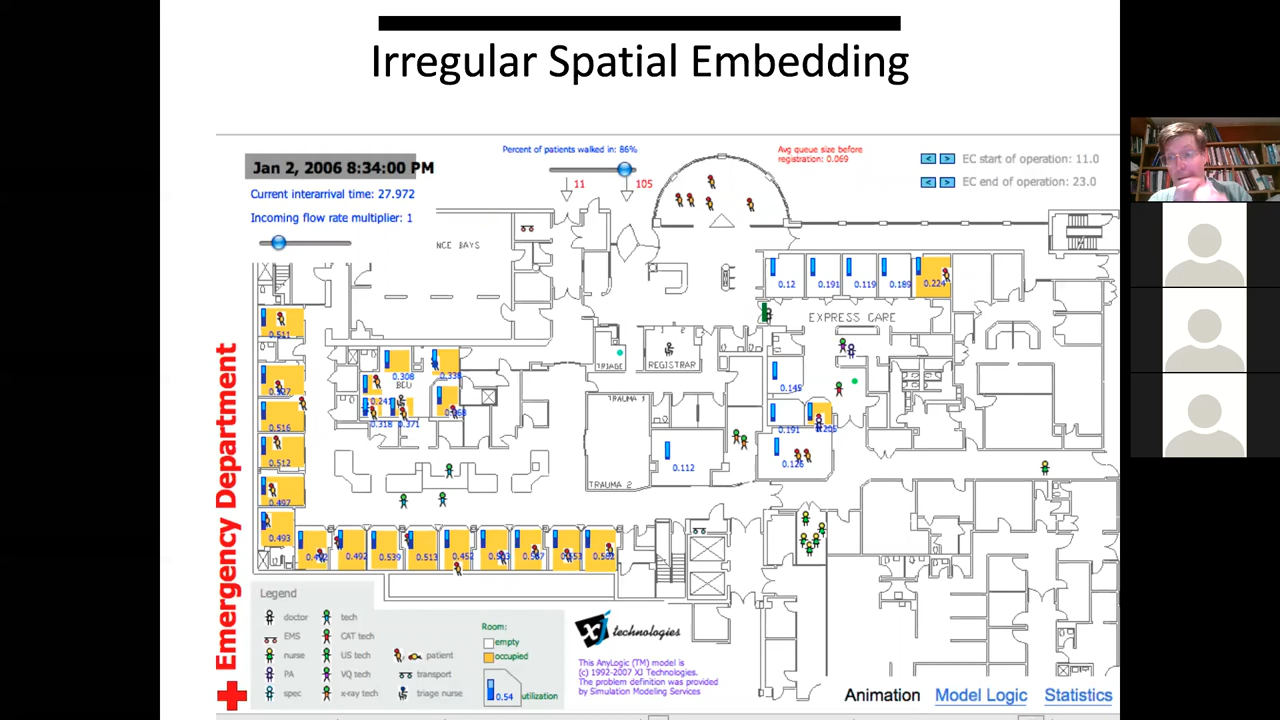 Irregular Spatial Embedding
Jan 2, 2006 8:34:00 PM
Current interarrival time: 27.972
Incoming flow rate multiplier: 1
Percent of patients walked in: 86%
11
105
Avg queue size before
registration: 0.069
EC start of operation: 11.0
EC end of operation: 23.0
NCE BAYS
0.12
0.191
0.119
0.189
0.224
EXPRESS CARE
0.511
0.308
BEU
TRIAGE
REGISTRAR
0.145
0.516
0.318
0.371
TRAUMA 1
0.191
0.512
0.112
0.126
0.497
TRAUMA 2
0.493
0.492
0.539
0.513
0.452
Emergency Department
Legend
doctor
tech
EMS
CAT tech
nurse
US tech
patient
PA
VQ tech
transport
spec
x-ray tech
triage nurse
Room:
empty
occupied
0.54
utilization
xj technologies
This AnyLogic (TM) model is
(c) 1992-2007 XJ Technologies.
The problem definition was provided
by Simulation Modeling Services
Animation
Model Logic
Statistics